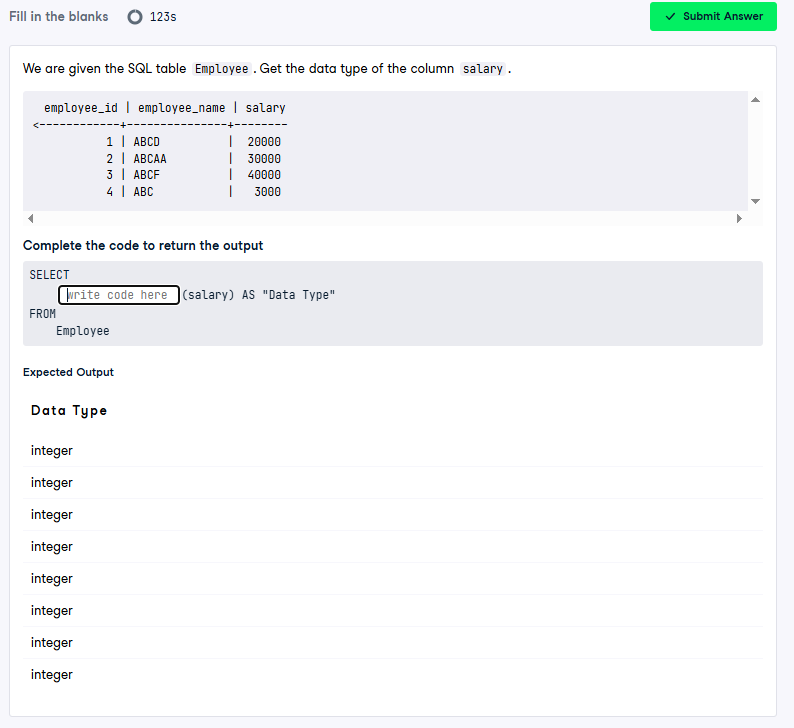 Fill in the blanks 123s Submit Answer
We are given the SQL table Employee . Get the data type of the column salary .
employee_id | employee_name | salary
<------------+---------------+--------
1 | ABCD | 20000
2 | ABCAA | 30000
3 | ABCF | 40000
4 | ABC | 3000
Complete the code to return the output
SELECT
write code here (salary) AS "Data Type"
FROM
Employee
Expected Output
Data Type
integer
integer
integer
integer
integer
integer
integer
integer